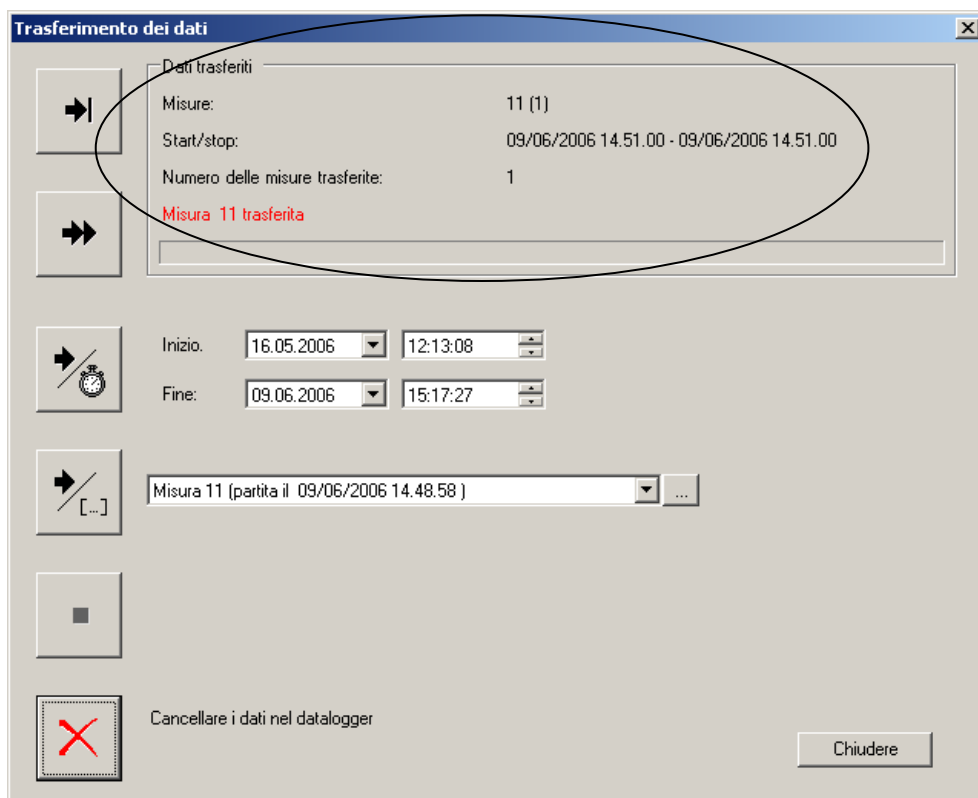 Trasferimento dei dati
Dati trasferiti
Misure: 11 (1)
Start/stop: 09/06/2006 14.51.00 - 09/06/2006 14.51.00
Numero delle misure trasferite: 1
Misura 11 trasferita
Inizio. 16.05.2006 12:13:08
Fine: 09.06.2006 15:17:27
[...]
Misura 11 (partita il 09/06/2006 14.48.58 ) ...
Cancellare i dati nel datalogger
Chiudere